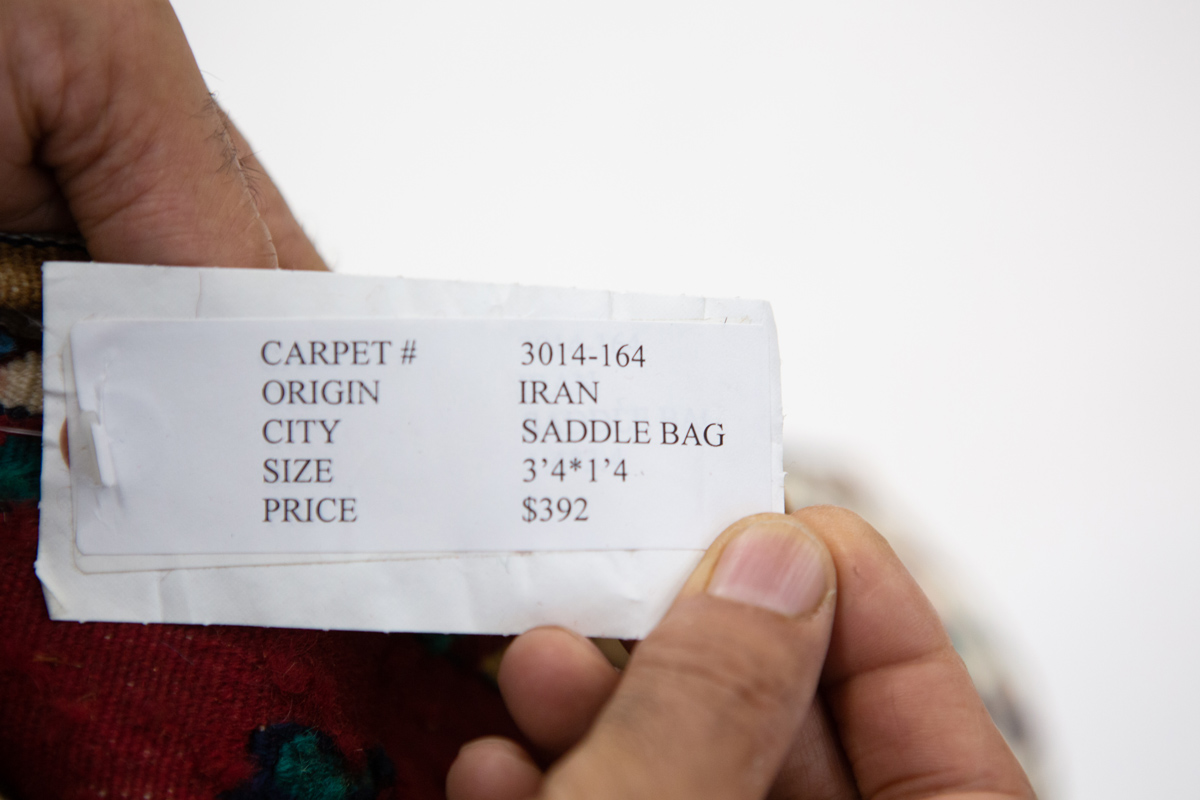 CARPET # 3014-164
ORIGIN IRAN
CITY SADDLE BAG
SIZE 3'4*1'4
PRICE $392